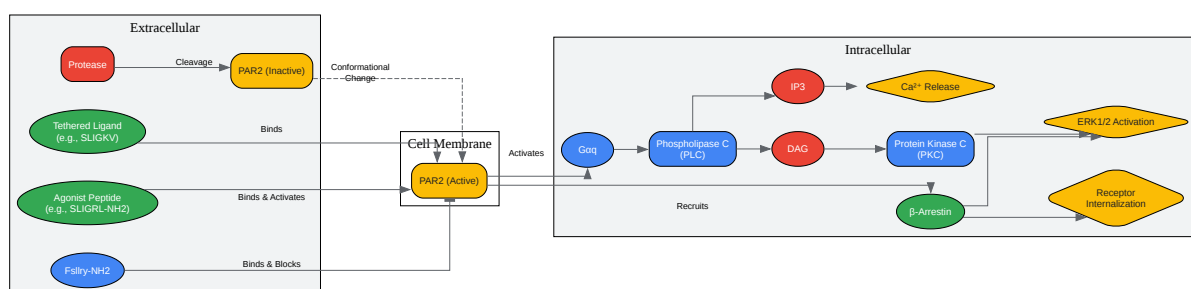 Extracellular
Protease
Cleavage
PAR2 (Inactive)
Conformational
Change
Tethered Ligand
(e.g., SLIGKV)
Binds
Agonist Peptide
(e.g., SLIGRL-NH2)
Binds & Activates
Fsllry-NH2
Binds & Blocks
Cell Membrane
PAR2 (Active)
Activates
Recruits
Intracellular
Gαq
Phospholipase C
(PLC)
IP3
Ca²⁺ Release
DAG
Protein Kinase C
(PKC)
ERK1/2 Activation
β-Arrestin
Receptor
Internalization